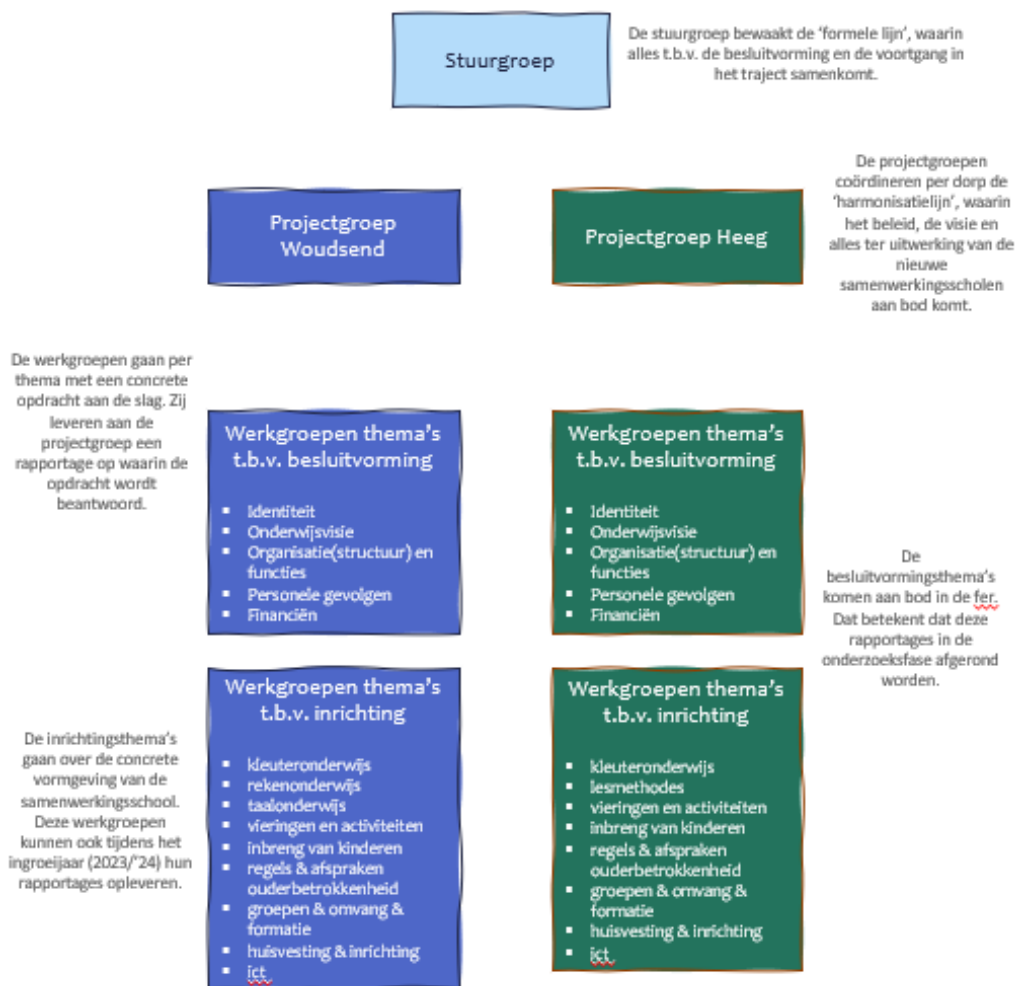 Stuurgroep
De stuurgroep bewaakt de ‘formele lijn’, waarin
alles t.b.v. de besluitvorming en de voortgang in
het traject samenkomt.
Projectgroep
Woudsend
Projectgroep Heeg
De projectgroepen
coördineren per dorp de
‘harmonisatielijn’, waarin
het beleid, de visie en
alles ter uitwerking van de
nieuwe
samenwerkingsscholen
aan bod komt.
De werkgroepen gaan per
thema met een concrete
opdracht aan de slag. Zij
leveren aan de
projectgroep een
rapportage op waarin de
opdracht wordt
beantwoord.
Werkgroepen thema’s
t.b.v. besluitvorming
▪ Identiteit
▪ Onderwijsvisie
▪ Organisatie(structuur) en
functies
▪ Personele gevolgen
▪ Financiën
Werkgroepen thema’s
t.b.v. besluitvorming
▪ Identiteit
▪ Onderwijsvisie
▪ Organisatie(structuur) en
functies
▪ Personele gevolgen
▪ Financiën
De
besluitvormingsthema’s
komen aan bod in de fer.
Dat betekent dat deze
rapportages in de
onderzoeksfase afgerond
worden.
De inrichtingsthema’s
gaan over de concrete
vormgeving van de
samenwerkingsschool.
Deze werkgroepen
kunnen ook tijdens het
ingroeijaar (2023/’24) hun
rapportages opleveren.
Werkgroepen thema’s
t.b.v. inrichting
▪ kleuteronderwijs
▪ rekenonderwijs
▪ taalonderwijs
▪ vieringen en activiteiten
▪ inbreng van kinderen
▪ regels & afspraken
ouderbetrokkenheid
▪ groepen & omvang &
formatie
▪ huisvesting & inrichting
▪ ict
Werkgroepen thema’s
t.b.v. inrichting
▪ kleuteronderwijs
▪ lesmethodes
▪ vieringen en activiteiten
▪ inbreng van kinderen
▪ regels & afspraken
ouderbetrokkenheid
▪ groepen & omvang &
formatie
▪ huisvesting & inrichting
▪ ict